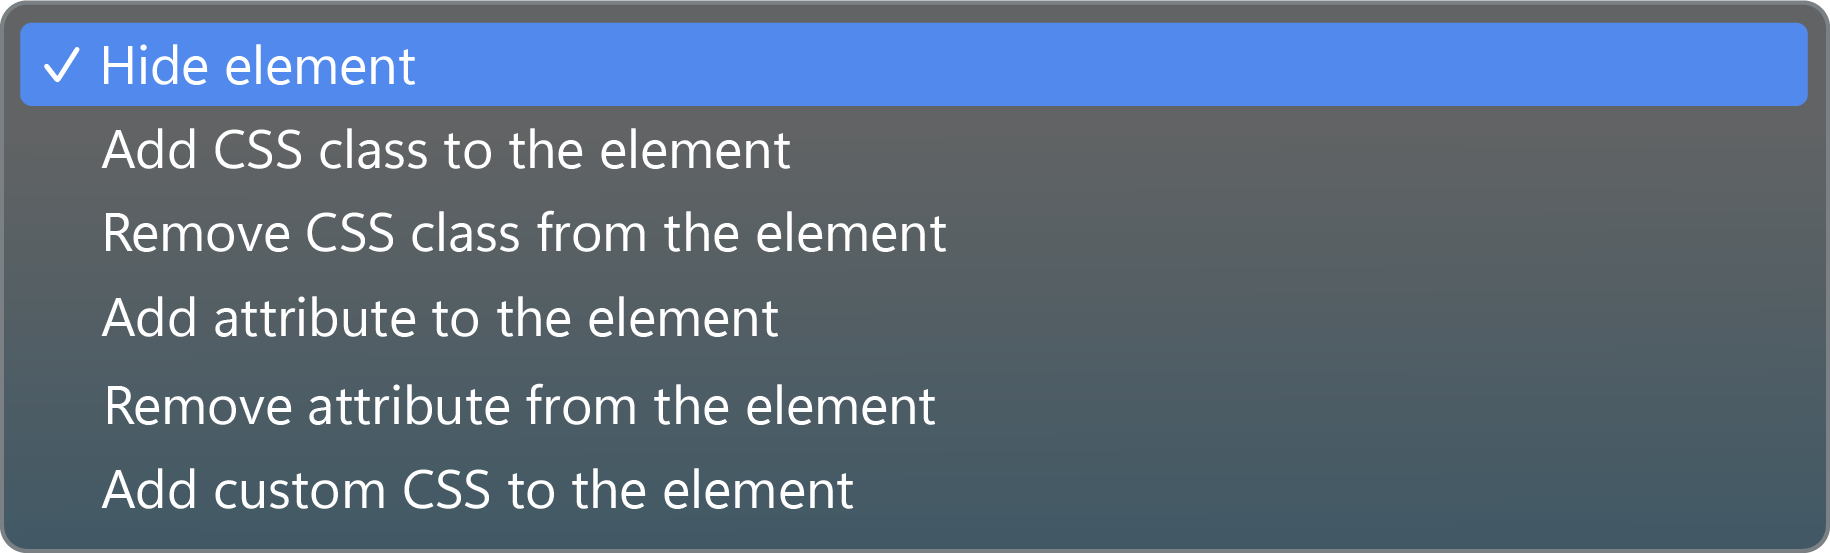 ✓ Hide element
Add CSS class to the element
Remove CSS class from the element
Add attribute to the element
Remove attribute from the element
Add custom CSS to the element